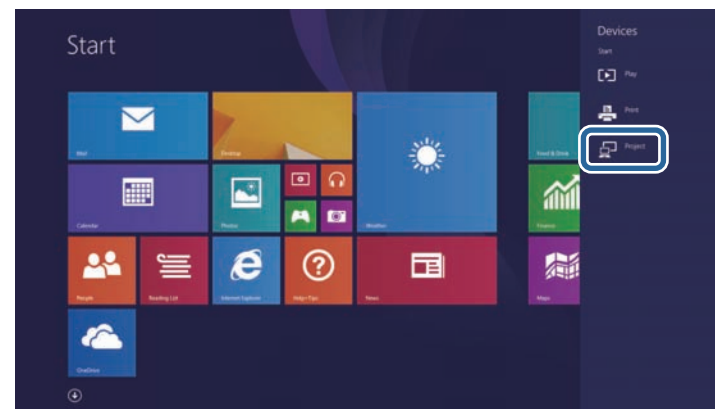 Start
Devices
Start
Play
Print
Project
Mail
Desktop
Food & Drink
Calendar
Photos
Weather
Finance
People
Reading List
Internet Explorer
Help+Tips
News
Maps
OneDrive